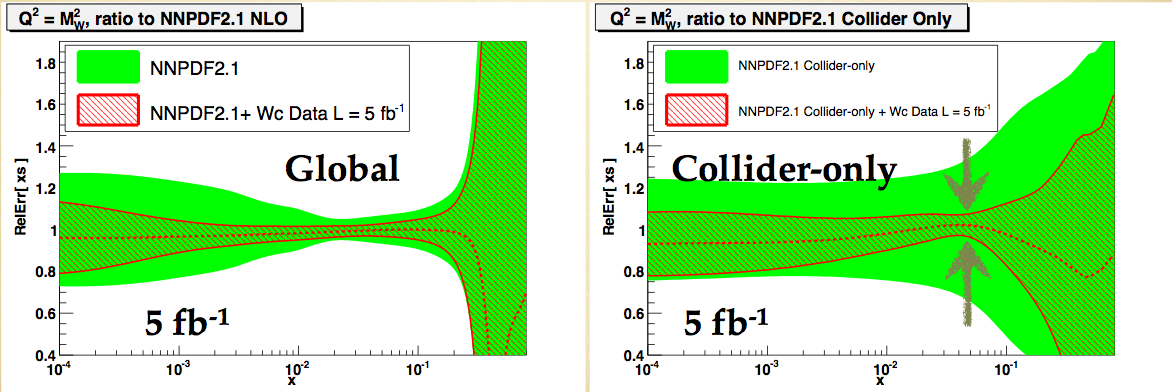 Q² = M²_W, ratio to NNPDF2.1 NLO
NNPDF2.1
NNPDF2.1+ Wc Data L = 5 fb⁻¹
Global
5 fb⁻¹
RelErr[ xs ]
1.8
1.6
1.4
1.2
1
0.8
0.6
0.4
10⁻⁴ 10⁻³ 10⁻² 10⁻¹
x
Q² = M²_W, ratio to NNPDF2.1 Collider Only
NNPDF2.1 Collider-only
NNPDF2.1 Collider-only + Wc Data L = 5 fb⁻¹
Collider-only
5 fb⁻¹
RelErr[ xs ]
1.8
1.6
1.4
1.2
1
0.8
0.6
0.4
10⁻⁴ 10⁻³ 10⁻² 10⁻¹
x